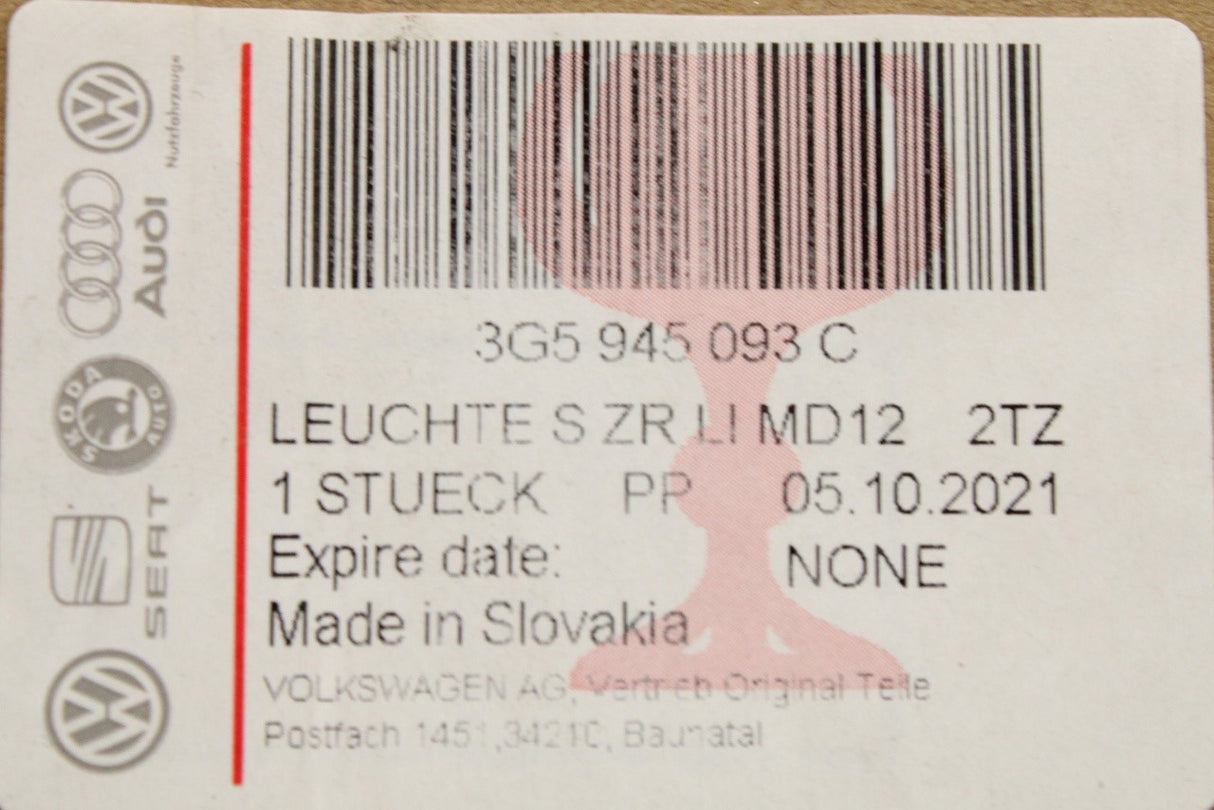 Nutzfahrzeuge
Audi
SKODA AUTO
SEAT
3G5 945 093 C
LEUCHTE S ZR LI MD12 2TZ
1 STUECK PP 05.10.2021
Expire date: NONE
Made in Slovakia
VOLKSWAGEN AG, Vertrieb Original Teile
Postfach 1451,34210, Baunatal